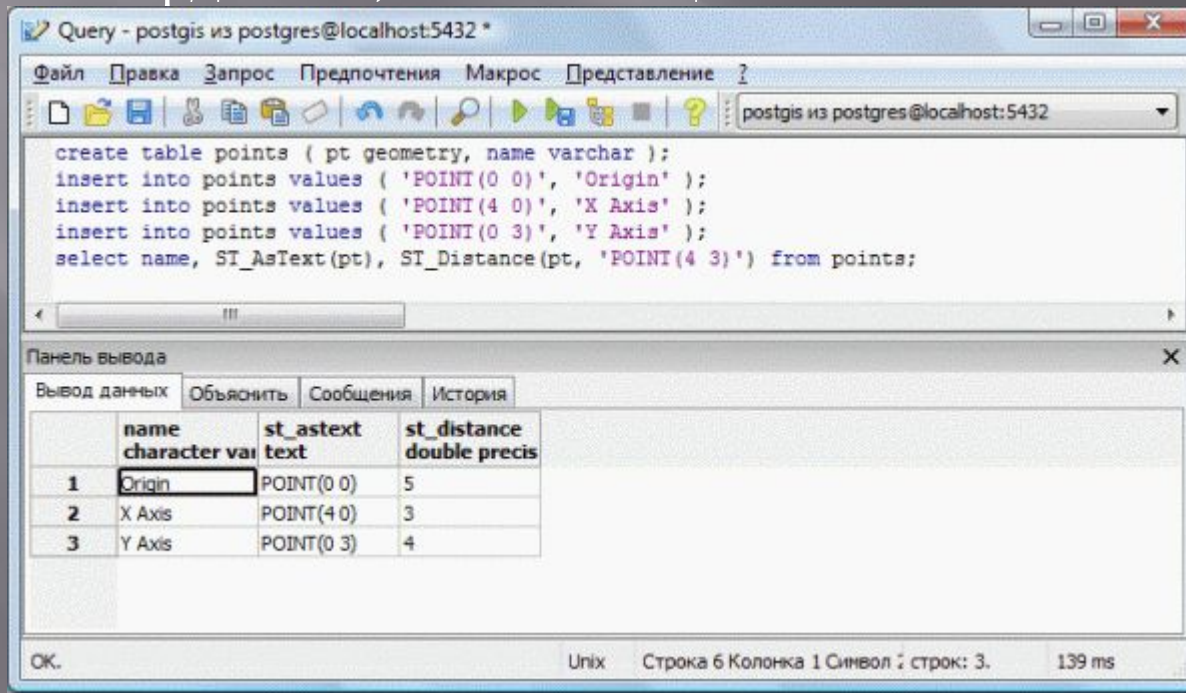 Query - postgis из postgres@localhost:5432 *
Файл Правка Запрос Предпочтения Макрос Представление ?
postgis из postgres@localhost:5432
create table points ( pt geometry, name varchar );
insert into points values ( 'POINT(0 0)', 'Origin' );
insert into points values ( 'POINT(4 0)', 'X Axis' );
insert into points values ( 'POINT(0 3)', 'Y Axis' );
select name, ST_AsText(pt), ST_Distance(pt, 'POINT(4 3)') from points;
Панель вывода
Вывод данных Объяснить Сообщения История
name st_astext st_distance
character var text double precis
1 Origin POINT(0 0) 5
2 X Axis POINT(4 0) 3
3 Y Axis POINT(0 3) 4
OK. Unix Строка 6 Колонка 1 Символ 2 строк: 3. 139 ms